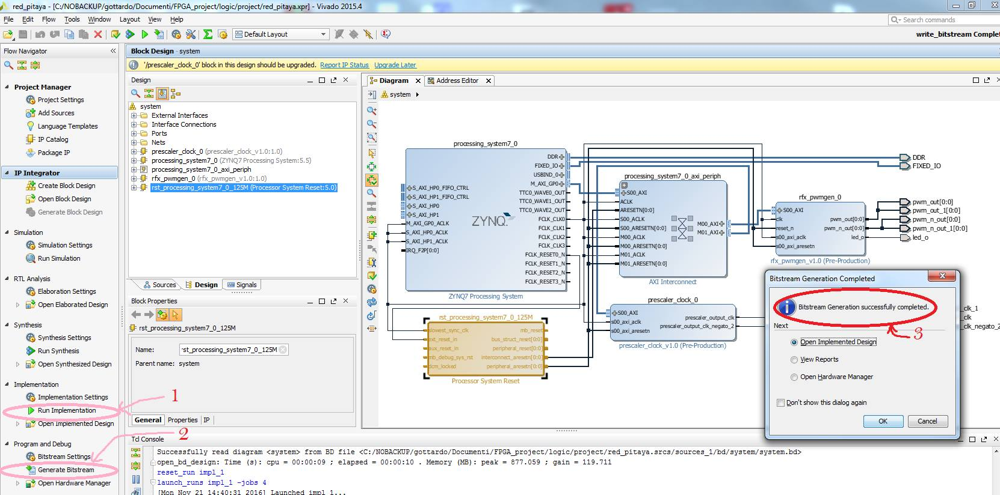 red_pitaya - [C:/NOBACKUP/gottardo/Documenti/FPGA_project/logic/project/red_pitaya.xpr] - Vivado 2015.4
File Edit Flow Tools Window Layout View Help
Search commands
Default Layout
write_bitstream Complet
Flow Navigator
Project Manager
Project Settings
Add Sources
Language Templates
IP Catalog
Package IP
IP Integrator
Create Block Design
Open Block Design
Generate Block Design
Simulation
Simulation Settings
Run Simulation
RTL Analysis
Elaboration Settings
Open Elaborated Design
Synthesis
Synthesis Settings
Run Synthesis
Open Synthesized Design
Implementation
Implementation Settings
Run Implementation
1
Open Implemented Design
2
Program and Debug
Bitstream Settings
Generate Bitstream
Open Hardware Manager
Block Design - system
'/prescaler_clock_0' block in this design should be upgraded. Report IP Status Upgrade Later
Design
system
External Interfaces
Interface Connections
Ports
Nets
prescaler_clock_0 (prescaler_clock_v1.0:1.0)
processing_system7_0 (ZYNQ7 Processing System:5.5)
processing_system7_0_axi_periph
rfx_pwmgen_0 (rfx_pwmgen_v1.0:1.0)
rst_processing_system7_0_125M (Processor System Reset:5.0)
Sources Design Signals
Block Properties
rst_processing_system7_0_125M
Name: rst_processing_system7_0_125M
Parent name: system
General Properties IP
Diagram Address Editor
system
processing_system7_0
S_AXI_HP0_FIFO_CTRL
S_AXI_HP1_FIFO_CTRL
S_AXI_HP0
S_AXI_HP1
M_AXI_GP0_ACLK
S_AXI_HP0_ACLK
S_AXI_HP1_ACLK
IRQ_F2P[0:0]
ZYNQ
DDR
FIXED_IO
USBIND_0
M_AXI_GP0
TTC0_WAVE0_OUT
TTC0_WAVE1_OUT
TTC0_WAVE2_OUT
FCLK_CLK0
FCLK_CLK1
FCLK_CLK2
FCLK_CLK3
FCLK_RESET0_N
FCLK_RESET1_N
FCLK_RESET2_N
FCLK_RESET3_N
ZYNQ7 Processing System
processing_system7_0_axi_periph
S00_AXI
ACLK
ARESETN[0:0]
S00_ACLK
S00_ARESETN[0:0]
M00_ACLK
M00_ARESETN[0:0]
M01_ACLK
M01_ARESETN[0:0]
M00_AXI
M01_AXI
AXI Interconnect
rfx_pwmgen_0
S00_AXI
clk
reset_n
s00_axi_aclk
s00_axi_aresetn
pwm_out[0:0]
pwm_n_out[0:0]
led_o
rfx_pwmgen_v1.0 (Pre-Production)
DDR
FIXED_IO
pwm_out[0:0]
pwm_out_1[0:0]
pwm_n_out[0:0]
pwm_n_out_1[0:0]
led_o
rst_processing_system7_0_125M
slowest_sync_clk
ext_reset_in
aux_reset_in
mb_debug_sys_rst
dcm_locked
mb_reset
bus_struct_reset[0:0]
peripheral_reset[0:0]
interconnect_aresetn[0:0]
peripheral_aresetn[0:0]
Processor System Reset
prescaler_clock_0
S00_AXI
s00_axi_aclk
s00_axi_aresetn
prescaler_output_clk
prescaler_output_clk_negato_2
prescaler_clock_v1.0 (Pre-Production)
_clk_1
_clk
_clk_negato_2
Bitstream Generation Completed
Bitstream Generation successfully completed.
Next
3
Open Implemented Design
View Reports
Open Hardware Manager
Don't show this dialog again
OK Cancel
Tcl Console
Successfully read diagram <system> from BD file <C:/NOBACKUP/gottardo/Documenti/FPGA_project/logic/project/red_pitaya.srcs/sources_1/bd/system/system.bd>
open_bd_design: Time (s): cpu = 00:00:09 ; elapsed = 00:00:10 . Memory (MB): peak = 877.059 ; gain = 119.711
reset_run impl_1
launch_runs impl_1 -jobs 4
[Mon Nov 21 14:40:31 2016] Launched impl_1...